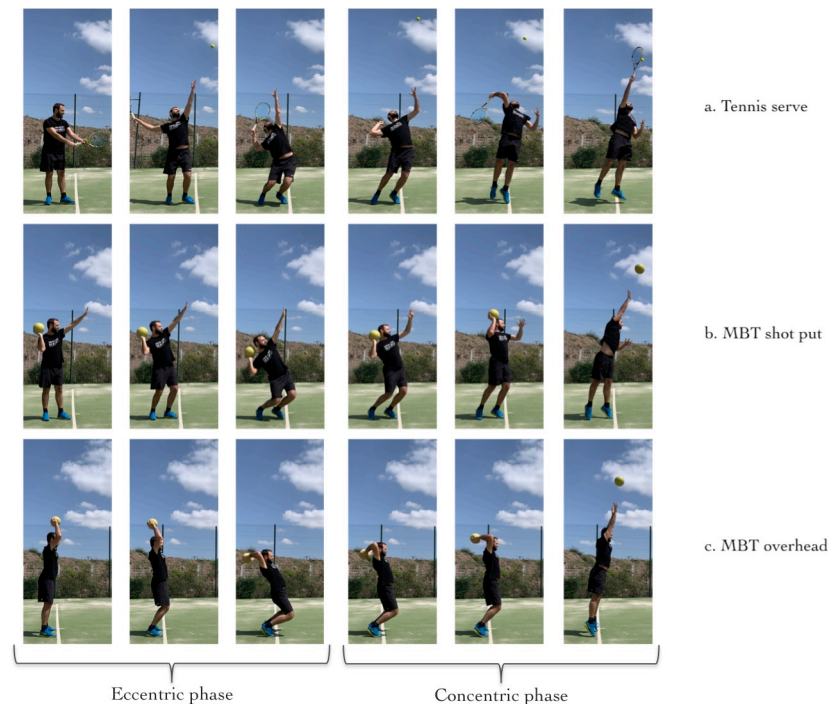 a. Tennis serve
b. MBT shot put
c. MBT overhead
Eccentric phase
Concentric phase